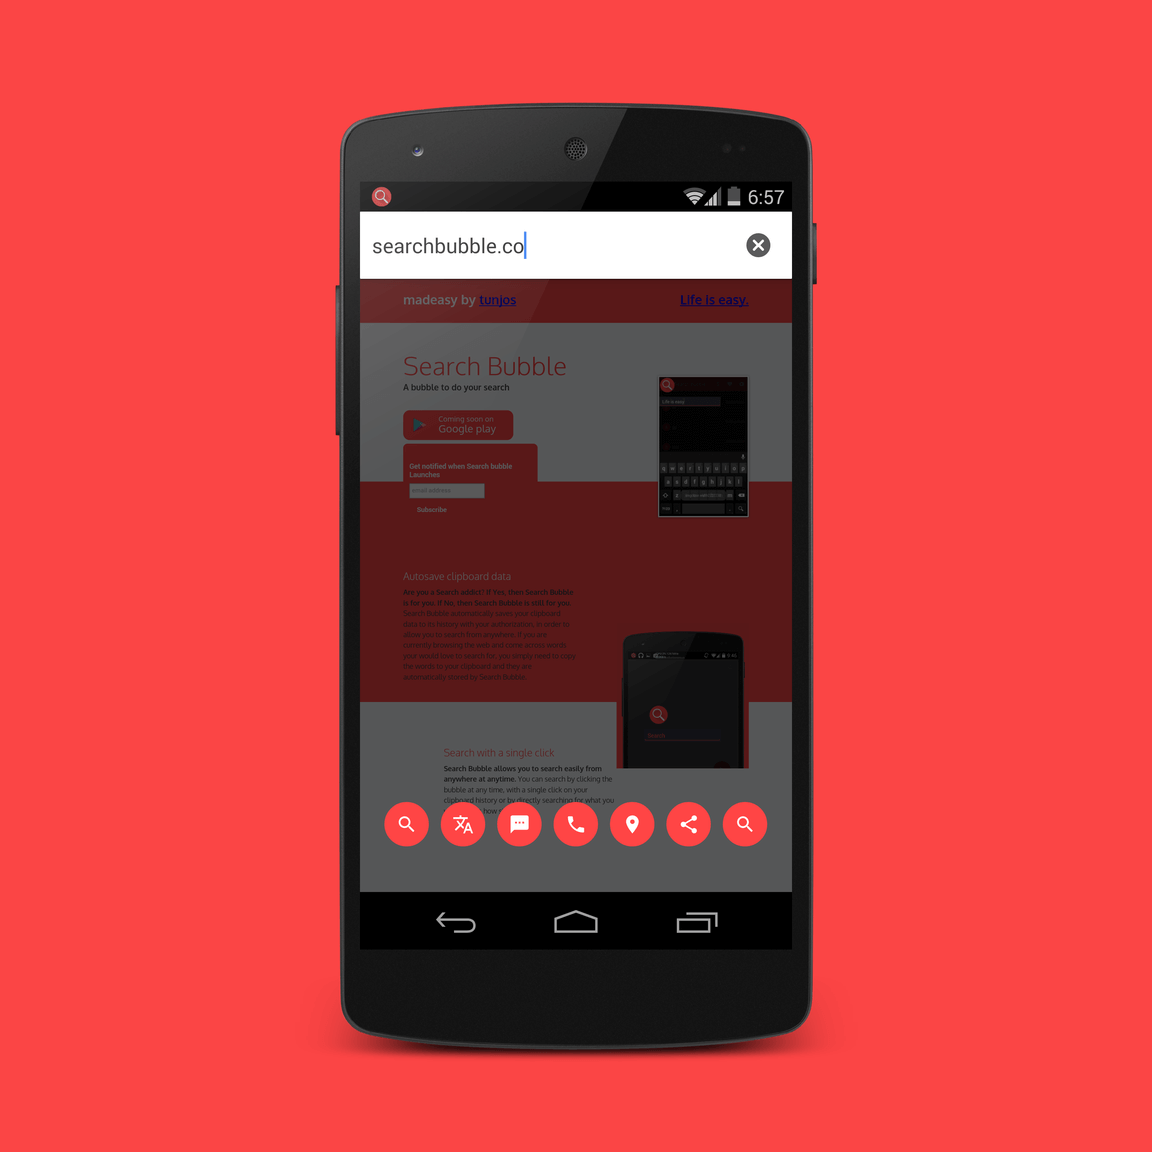 6:57
searchbubble.co
madeasy by tunjos
Life is easy.
Search Bubble
A bubble to do your search
Coming soon on
Google play
Get notified when Search bubble
Launches
email address
Subscribe
Life is easy
Autosave clipboard data
Are you a Search addict? If Yes, then Search Bubble
is for you. If No, then Search Bubble is still for you.
Search Bubble automatically saves your clipboard
data to its history with your authorization, in order to
allow you to search from anywhere. If you are
currently browsing the web and come across words
your would love to search for, you simply need to copy
the words to your clipboard and they are
automatically stored by Search Bubble.
Search with a single click
Search Bubble allows you to search easily from
anywhere at anytime. You can search by clicking the
bubble at any time, with a single click on your
clipboard history or by directly searching for what you
how